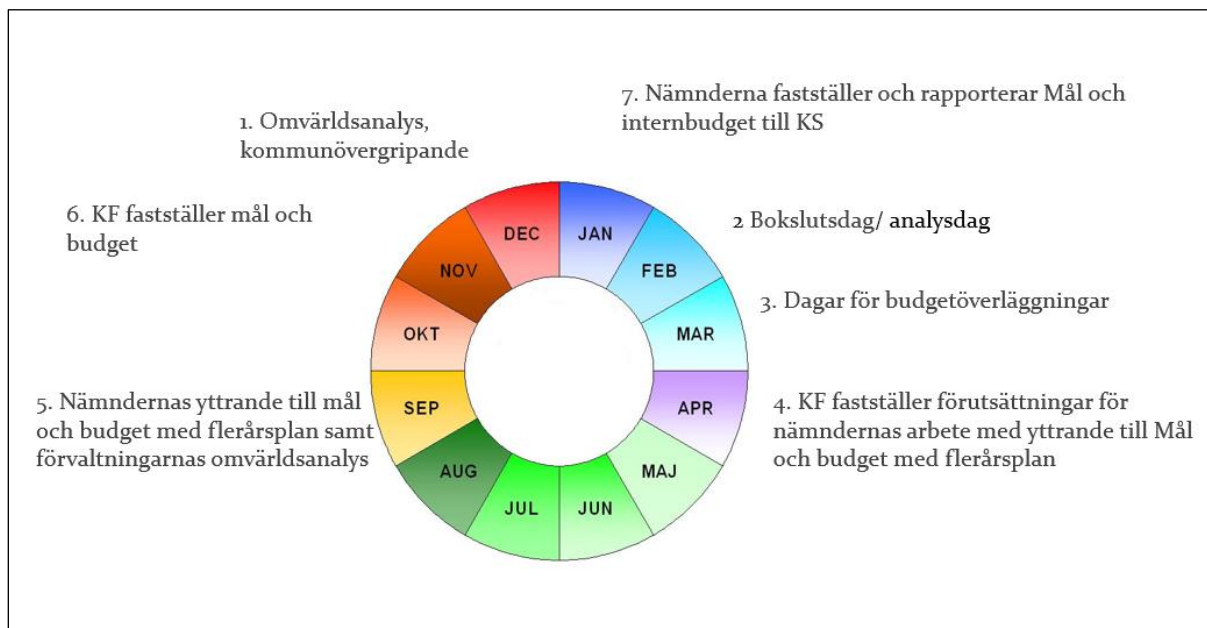 7. Nämnderna fastställer och rapporterar Mål och
internbudget till KS
1. Omvärldsanalys,
kommunövergripande
6. KF fastställer mål och
budget
2 Bokslutsdag/ analysdag
3. Dagar för budgetöverläggningar
5. Nämndernas yttrande till mål
och budget med flerårsplan samt
förvaltningarnas omvärldsanalys
4. KF fastställer förutsättningar för
nämndernas arbete med yttrande till Mål
och budget med flerårsplan
JAN
FEB
MAR
APR
MAJ
JUN
JUL
AUG
SEP
OKT
NOV
DEC